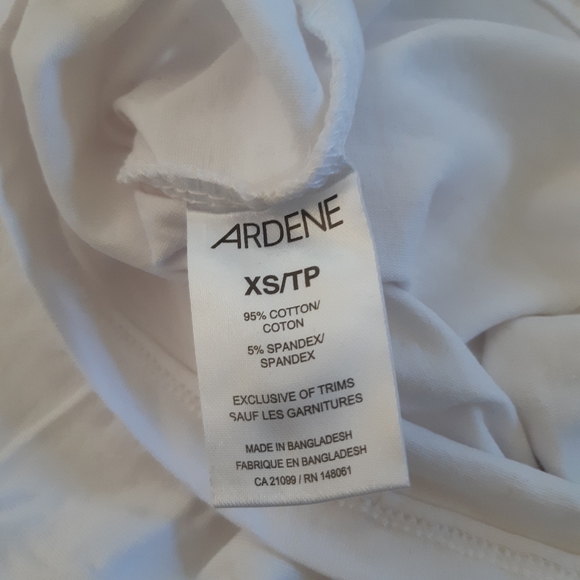 ARDENE
XS/TP
95% COTTON/
COTON
5% SPANDEX/
SPANDEX
EXCLUSIVE OF TRIMS
SAUF LES GARNITURES
MADE IN BANGLADESH
FABRIQUE EN BANGLADESH
CA 21099 / RN 148061